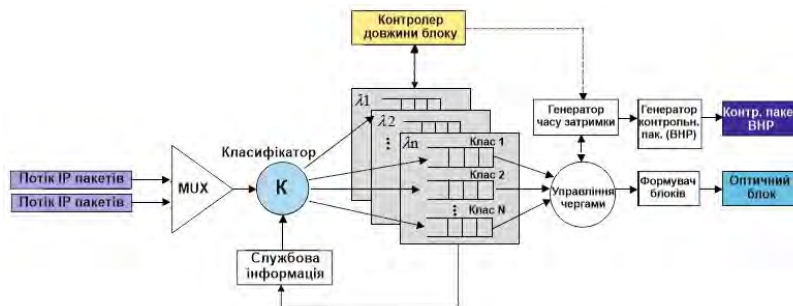 Контролер
довжини блоку
λ1
λ2
λn
Клас 1
Клас 2
Клас N
Генератор
часу затримки
Генератор
контрольн.
пак. (BHP)
Контр. пакет
BHP
Класифікатор
Потік IP пакетів
Потік IP пакетів
MUX
К
Управління
чергами
Формувач
блоків
Оптичний
блок
Службова
інформація